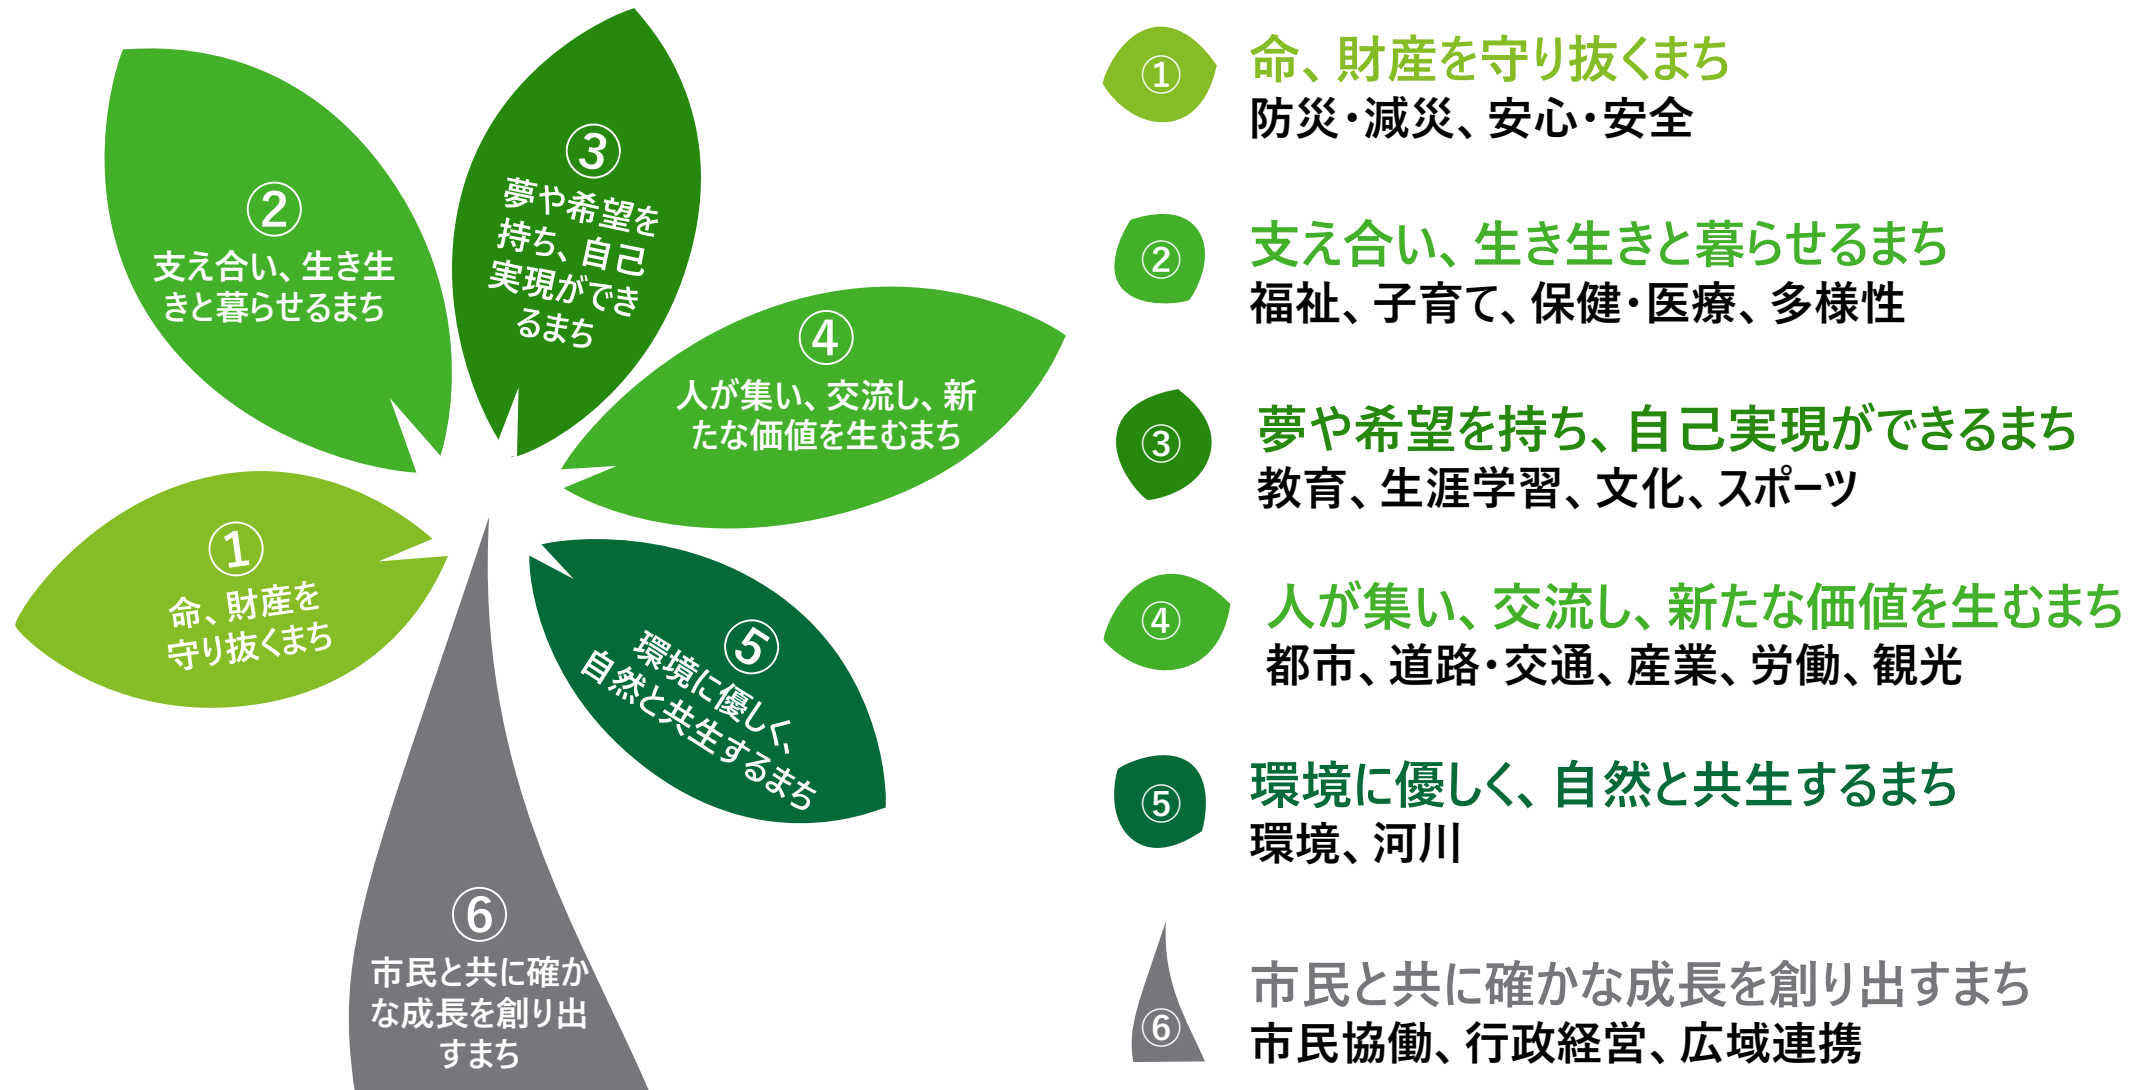 ①
命、財産を
守り抜くまち
②
支え合い、生き生
きと暮らせるまち
③
夢や希望を
持ち、自己
実現ができ
るまち
④
人が集い、交流し、新
たな価値を生むまち
⑤
環境に優しく、
自然と共生するまち
⑥
市民と共に確か
な成長を創り出
すまち
① 命、財産を守り抜くまち
防災・減災、安心・安全
② 支え合い、生き生きと暮らせるまち
福祉、子育て、保健・医療、多様性
③ 夢や希望を持ち、自己実現ができるまち
教育、生涯学習、文化、スポーツ
④ 人が集い、交流し、新たな価値を生むまち
都市、道路・交通、産業、労働、観光
⑤ 環境に優しく、自然と共生するまち
環境、河川
⑥ 市民と共に確かな成長を創り出すまち
市民協働、行政経営、広域連携